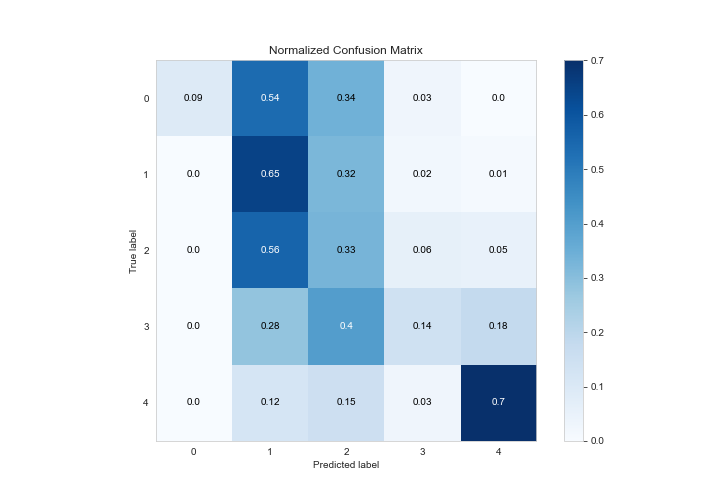 Normalized Confusion Matrix
0.7
0 0.09 0.54 0.34 0.03 0.0
0.6
1 0.0 0.65 0.32 0.02 0.01
0.5
0.4
2 0.0 0.56 0.33 0.06 0.05
True label
0.3
3 0.0 0.28 0.4 0.14 0.18
0.2
0.1
4 0.0 0.12 0.15 0.03 0.7
0.0
0 1 2 3 4
Predicted label